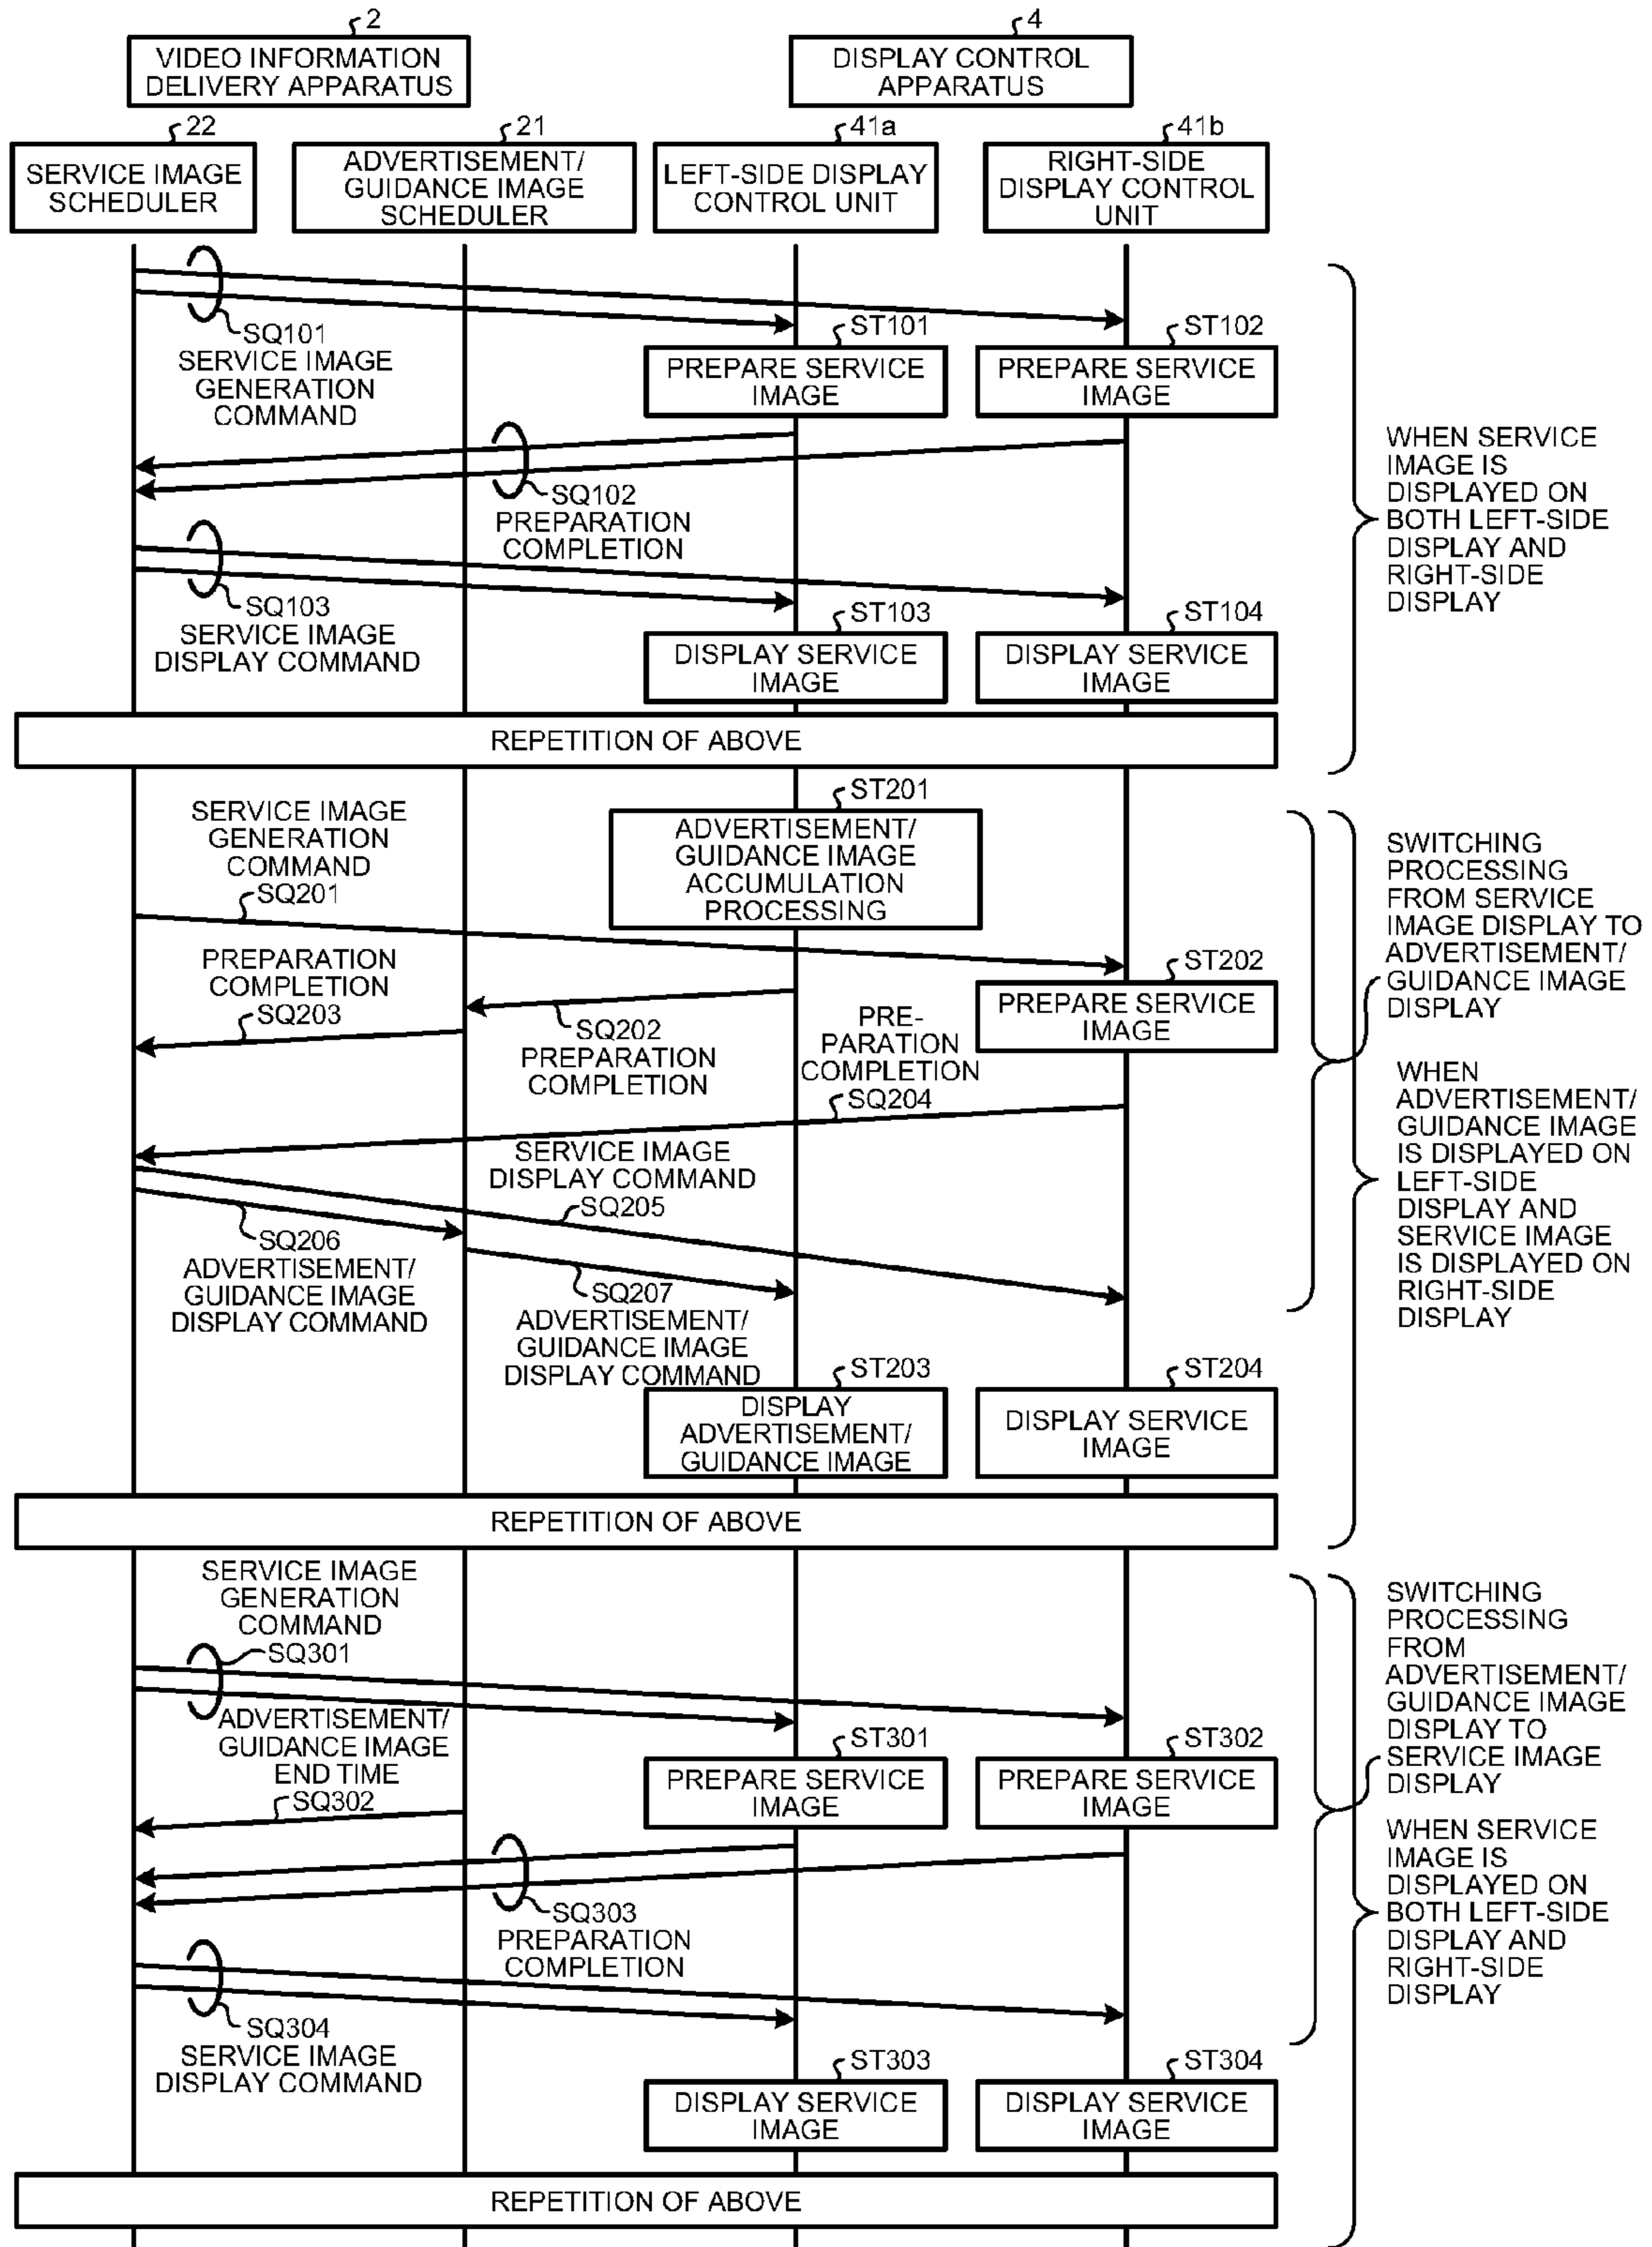 2
4
VIDEO INFORMATION
DELIVERY APPARATUS
DISPLAY CONTROL
APPARATUS
22
21
41a
41b
SERVICE IMAGE
SCHEDULER
ADVERTISEMENT/
GUIDANCE IMAGE
SCHEDULER
LEFT-SIDE DISPLAY
CONTROL UNIT
RIGHT-SIDE
DISPLAY CONTROL
UNIT
SQ101
SERVICE IMAGE
GENERATION
COMMAND
ST101
PREPARE SERVICE
IMAGE
ST102
PREPARE SERVICE
IMAGE
SQ102
PREPARATION
COMPLETION
SQ103
SERVICE IMAGE
DISPLAY COMMAND
ST103
DISPLAY SERVICE
IMAGE
ST104
DISPLAY SERVICE
IMAGE
WHEN SERVICE
IMAGE IS
DISPLAYED ON
BOTH LEFT-SIDE
DISPLAY AND
RIGHT-SIDE
DISPLAY
REPETITION OF ABOVE
SERVICE IMAGE
GENERATION
COMMAND
SQ201
ST201
ADVERTISEMENT/
GUIDANCE IMAGE
ACCUMULATION
PROCESSING
PREPARATION
COMPLETION
SQ203
SQ202
PREPARATION
COMPLETION
ST202
PREPARE SERVICE
IMAGE
PRE-
PARATION
COMPLETION
SQ204
SERVICE IMAGE
DISPLAY COMMAND
SQ205
SQ206
ADVERTISEMENT/
GUIDANCE IMAGE
DISPLAY COMMAND
SQ207
ADVERTISEMENT/
GUIDANCE IMAGE
DISPLAY COMMAND
ST203
DISPLAY
ADVERTISEMENT/
GUIDANCE IMAGE
ST204
DISPLAY SERVICE
IMAGE
SWITCHING
PROCESSING
FROM SERVICE
IMAGE DISPLAY TO
ADVERTISEMENT/
GUIDANCE IMAGE
DISPLAY
WHEN
ADVERTISEMENT/
GUIDANCE IMAGE
IS DISPLAYED ON
LEFT-SIDE
DISPLAY AND
SERVICE IMAGE
IS DISPLAYED ON
RIGHT-SIDE
DISPLAY
REPETITION OF ABOVE
SERVICE IMAGE
GENERATION
COMMAND
SQ301
ADVERTISEMENT/
GUIDANCE IMAGE
END TIME
SQ302
ST301
PREPARE SERVICE
IMAGE
ST302
PREPARE SERVICE
IMAGE
SQ303
PREPARATION
COMPLETION
SQ304
SERVICE IMAGE
DISPLAY COMMAND
ST303
DISPLAY SERVICE
IMAGE
ST304
DISPLAY SERVICE
IMAGE
SWITCHING
PROCESSING
FROM
ADVERTISEMENT/
GUIDANCE IMAGE
DISPLAY TO
SERVICE IMAGE
DISPLAY
WHEN SERVICE
IMAGE IS
DISPLAYED ON
BOTH LEFT-SIDE
DISPLAY AND
RIGHT-SIDE
DISPLAY
REPETITION OF ABOVE